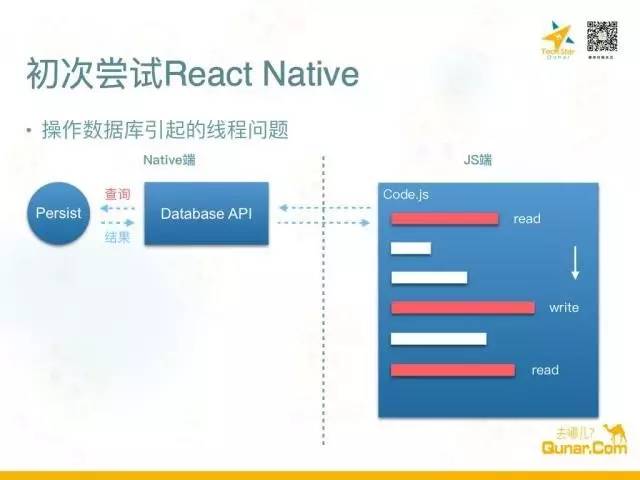 Tech Star
Qunar
初次尝试React Native
• 操作数据库引起的线程问题
Native端
JS端
Persist
查询
结果
Database API
Code.js
read
write
read
去哪儿?
Qunar.Com